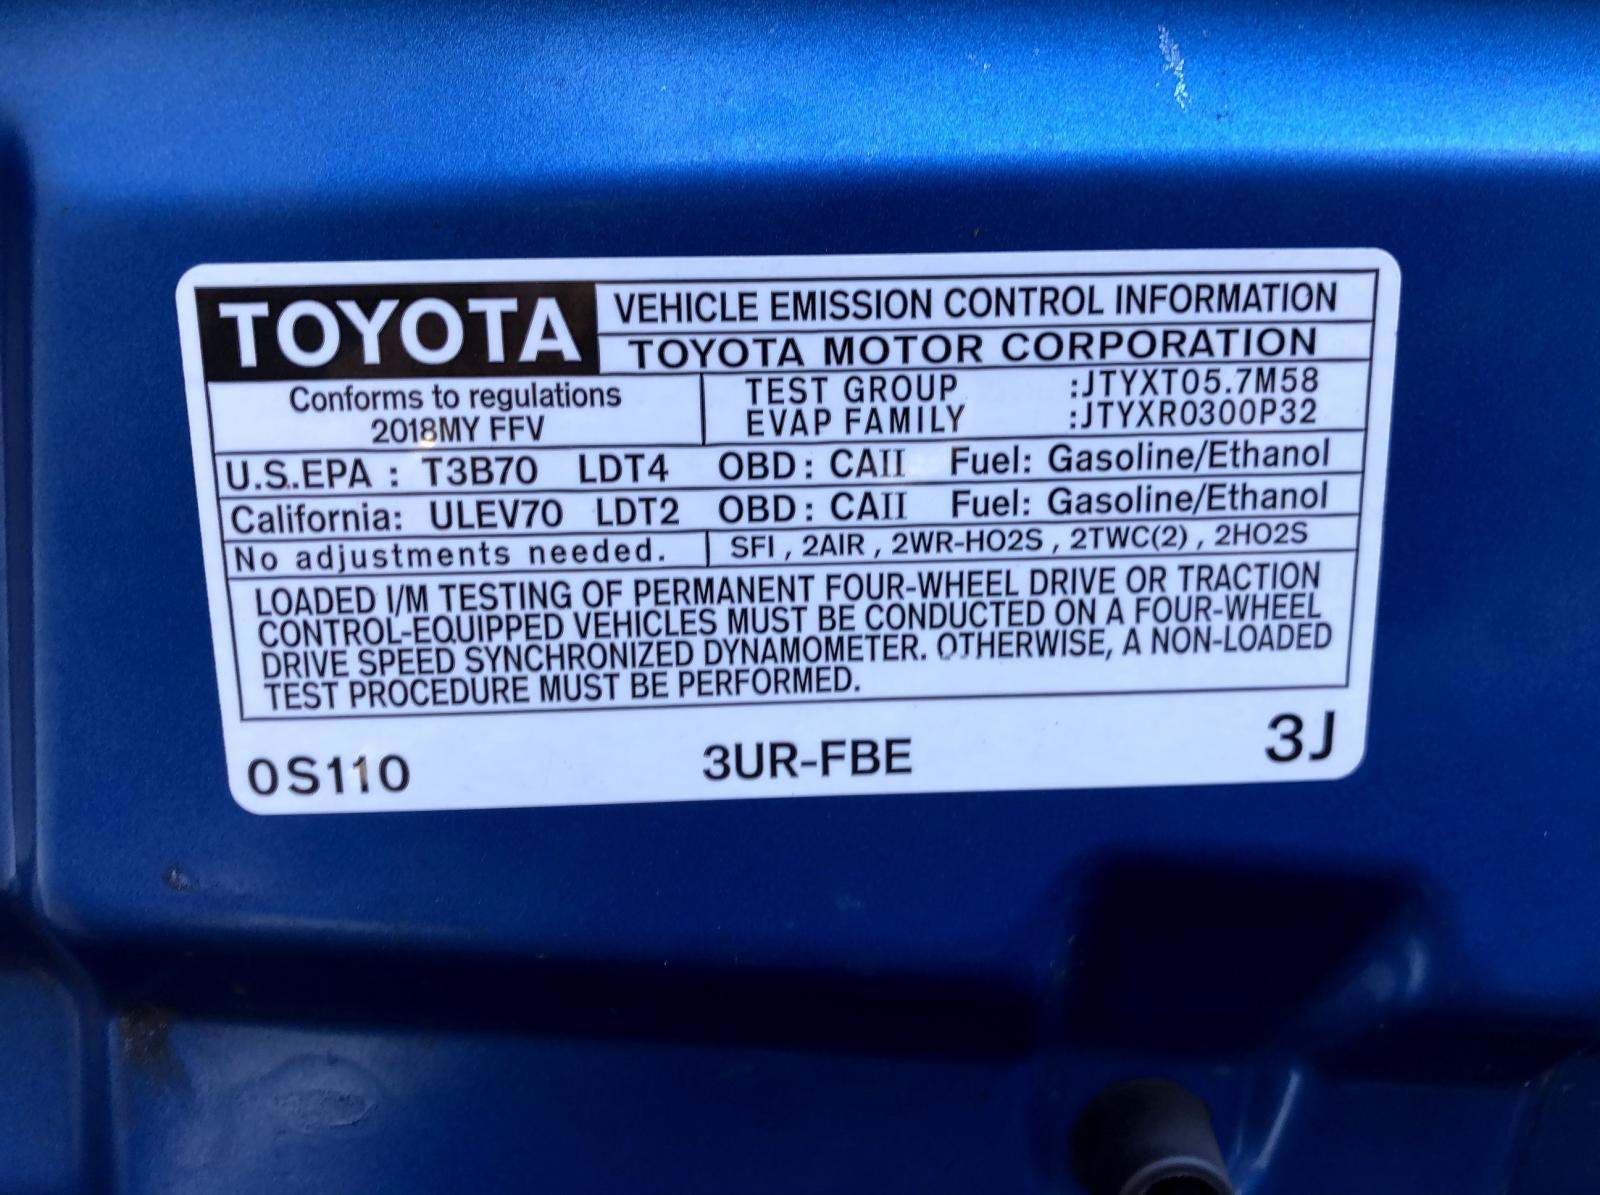 TOYOTA VEHICLE EMISSION CONTROL INFORMATION
TOYOTA MOTOR CORPORATION
Conforms to regulations
2018MY FFV
TEST GROUP :JTYXT05.7M58
EVAP FAMILY :JTYXR0300P32
U.S..EPA : T3B70 LDT4 OBD : CAII Fuel: Gasoline/Ethanol
California: ULEV70 LDT2 OBD : CAII Fuel: Gasoline/Ethanol
No adjustments needed. SFI , 2AIR , 2WR-HO2S , 2TWC(2) , 2HO2S
LOADED I/M TESTING OF PERMANENT FOUR-WHEEL DRIVE OR TRACTION
CONTROL-EQUIPPED VEHICLES MUST BE CONDUCTED ON A FOUR-WHEEL
DRIVE SPEED SYNCHRONIZED DYNAMOMETER. OTHERWISE, A NON-LOADED
TEST PROCEDURE MUST BE PERFORMED.
0S110 3UR-FBE 3J